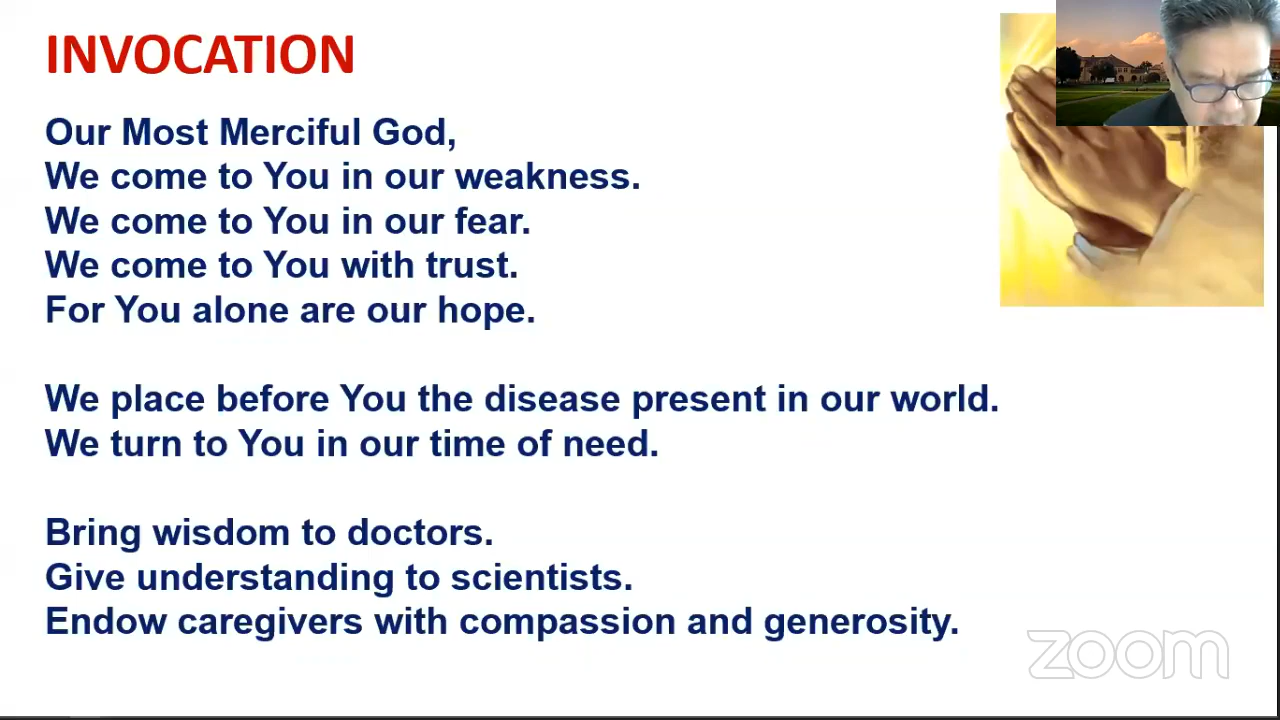 INVOCATION
Our Most Merciful God,
We come to You in our weakness.
We come to You in our fear.
We come to You with trust.
For You alone are our hope.
We place before You the disease present in our world.
We turn to You in our time of need.
Bring wisdom to doctors.
Give understanding to scientists.
Endow caregivers with compassion and generosity.
zoom